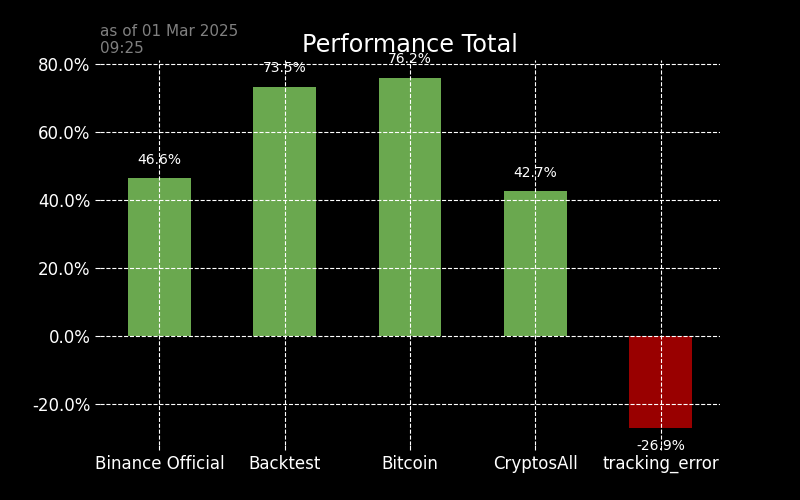 as of 01 Mar 2025
09:25
Performance Total
80.0%
60.0%
40.0%
20.0%
0.0%
-20.0%
46.6%
73.5%
76.2%
42.7%
-26.9%
Binance Official
Backtest
Bitcoin
CryptosAll
tracking_error